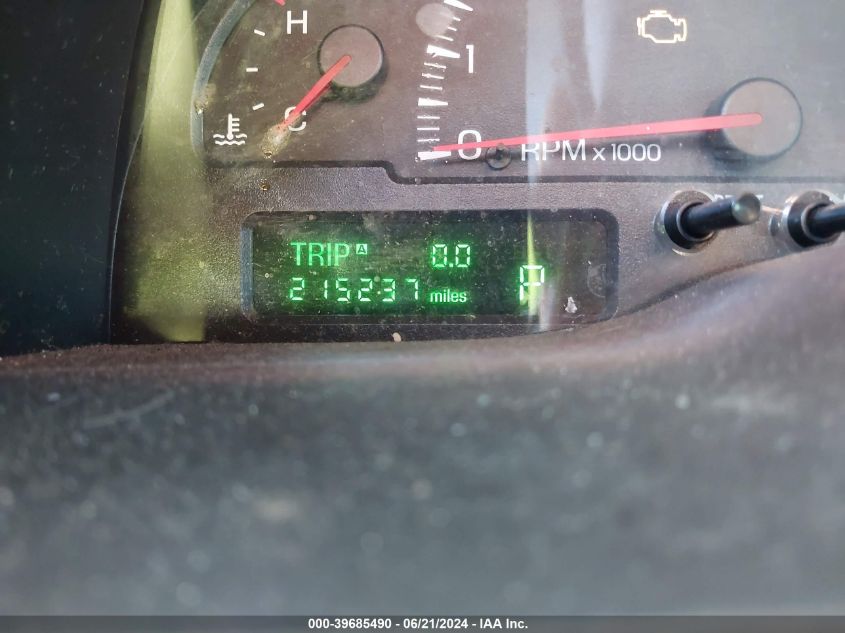 H
1
C
0
RPM x 1000
TRIP A 0.0
215237 miles
P
000-39685490 - 06/21/2024 - IAA Inc.